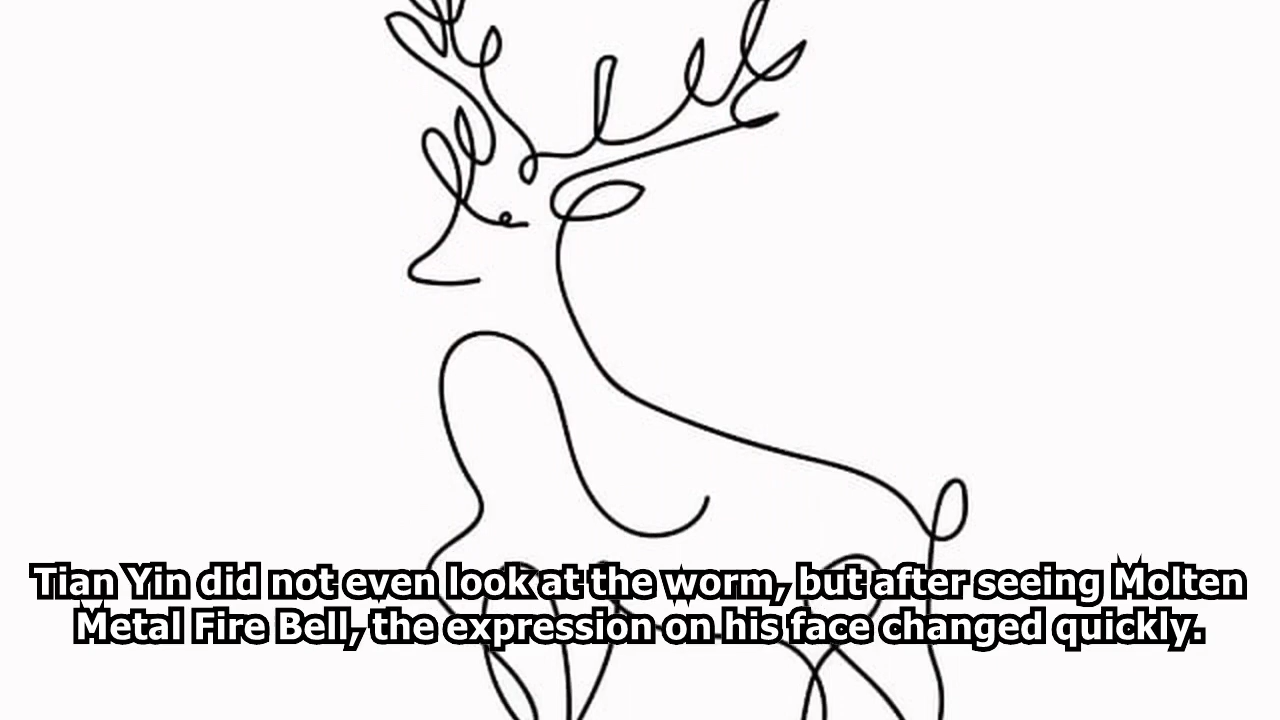 Tian Yin did not even look at the worm, but after seeing Molten
Metal Fire Bell, the expression on his face changed quickly.